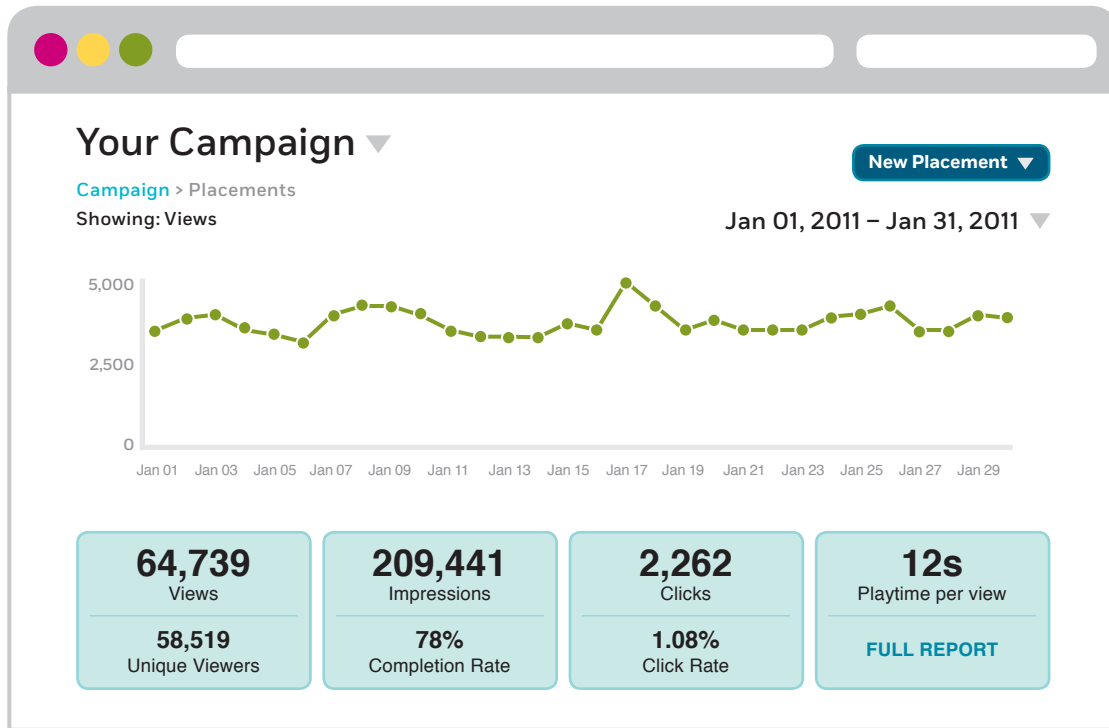 Your Campaign
New Placement
Campaign > Placements
Showing: Views
Jan 01, 2011 – Jan 31, 2011
5,000
2,500
0
Jan 01 Jan 03 Jan 05 Jan 07 Jan 09 Jan 11 Jan 13 Jan 15 Jan 17 Jan 19 Jan 21 Jan 23 Jan 25 Jan 27 Jan 29
64,739
Views
58,519
Unique Viewers
209,441
Impressions
78%
Completion Rate
2,262
Clicks
1.08%
Click Rate
12s
Playtime per view
FULL REPORT